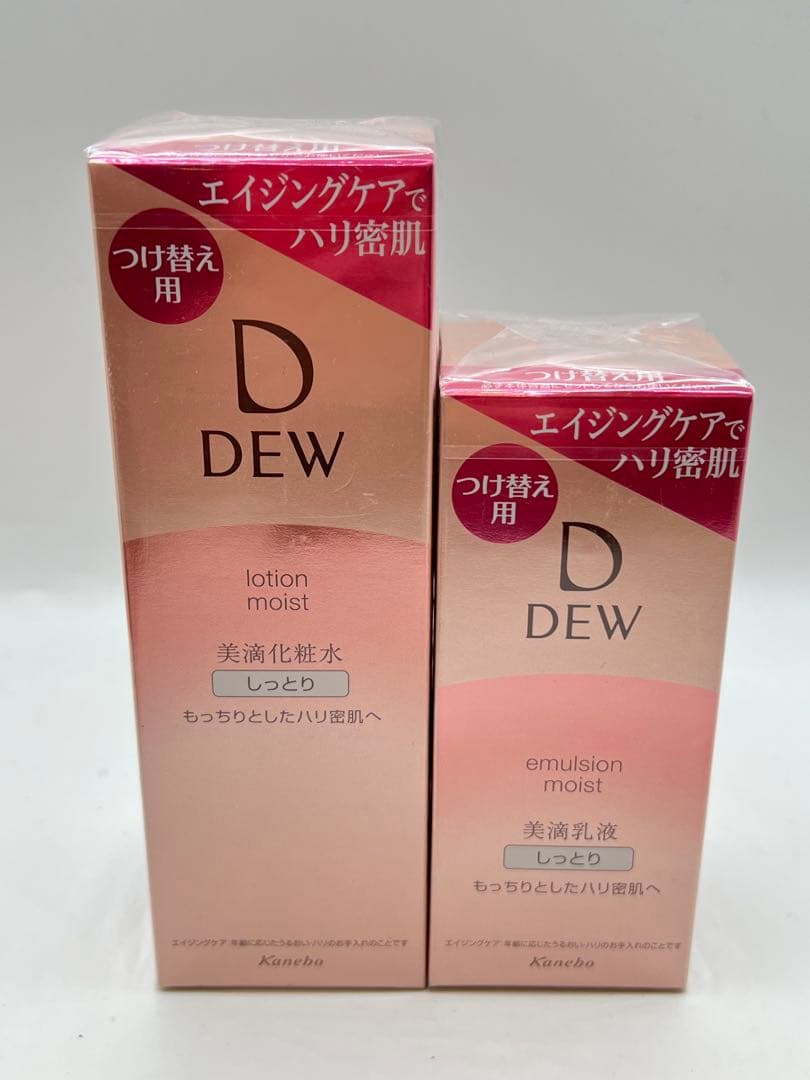 つけ替え用
エイジングケアで
ハリ密肌
つけ替え
用
D
DEW
lotion
moist
美滴化粧水
しっとり
もっちりとしたハリ密肌へ
エイジングケア 年齢に応じたうるおい・ハリのお手入れのことです
Kanebo
つけ替え用
エイジングケアで
ハリ密肌
つけ替え
用
D
DEW
emulsion
moist
美滴乳液
しっとり
もっちりとしたハリ密肌へ
エイジングケア 年齢に応じたうるおい・ハリのお手入れのことです
Kanebo